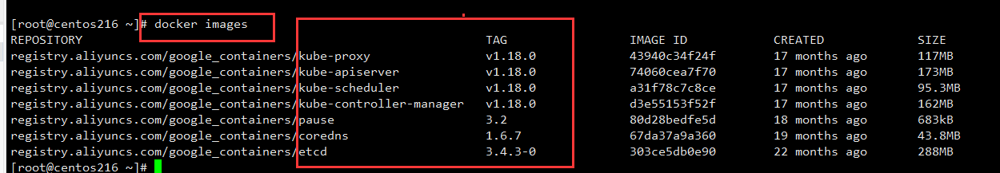 [root@centos216 ~]# docker images
REPOSITORY TAG IMAGE ID CREATED SIZE
registry.aliyuncs.com/google_containers/kube-proxy v1.18.0 43940c34f24f 17 months ago 117MB
registry.aliyuncs.com/google_containers/kube-apiserver v1.18.0 74060cea7f70 17 months ago 173MB
registry.aliyuncs.com/google_containers/kube-scheduler v1.18.0 a31f78c7c8ce 17 months ago 95.3MB
registry.aliyuncs.com/google_containers/kube-controller-manager v1.18.0 d3e55153f52f 17 months ago 162MB
registry.aliyuncs.com/google_containers/pause 3.2 80d28bedfe5d 18 months ago 683kB
registry.aliyuncs.com/google_containers/coredns 1.6.7 67da37a9a360 19 months ago 43.8MB
registry.aliyuncs.com/google_containers/etcd 3.4.3-0 303ce5db0e90 22 months ago 288MB
[root@centos216 ~]#